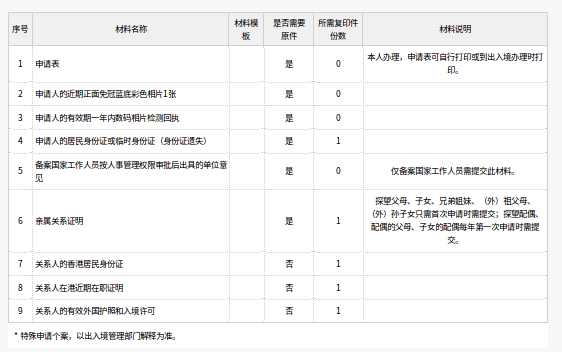 序号 材料名称 材料模板 是否需要原件 所需复印件份数 材料说明
1 申请表 是 0 本人办理，申请表可自行打印或到出入境办理时打印。
2 申请人的近期正面免冠蓝底彩色相片1张 是 0
3 申请人的有效期一年内数码相片检测回执 是 0
4 申请人的居民身份证或临时身份证（身份证遗失） 是 1
5 备案国家工作人员按人事管理权限审批后出具的单位意见 是 0 仅备案国家工作人员需提交此材料。
6 亲属关系证明 是 1 探望父母、子女、兄弟姐妹、（外）祖父母、（外）孙子女只需首次申请时需提交；探望配偶、配偶的父母、子女的配偶每年第一次申请时需提交。
7 关系人的香港居民身份证 否 1
8 关系人在港近期在职证明 否 1
9 关系人的有效外国护照和入境许可 否 1
* 特殊申请个案，以出入境管理部门解释为准。